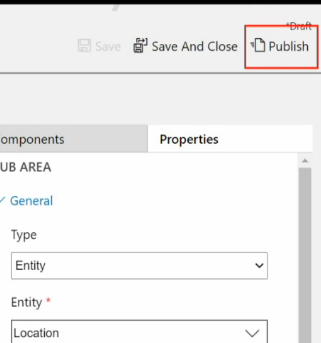 *Draft
Save Save And Close Publish
omponents Properties
UB AREA
General
Type
Entity
Entity *
Location